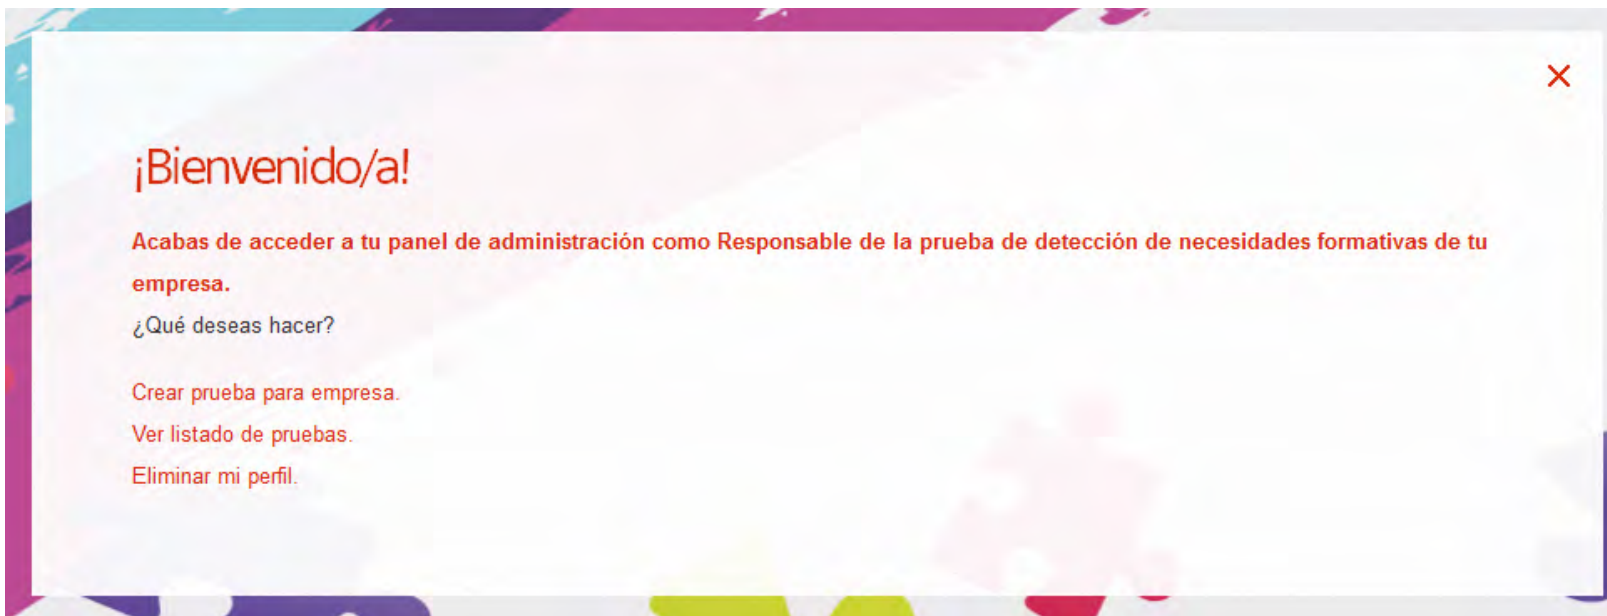 ¡Bienvenido/a!
Acabas de acceder a tu panel de administración como Responsable de la prueba de detección de necesidades formativas de tu
empresa.
¿Qué deseas hacer?
Crear prueba para empresa.
Ver listado de pruebas.
Eliminar mi perfil.